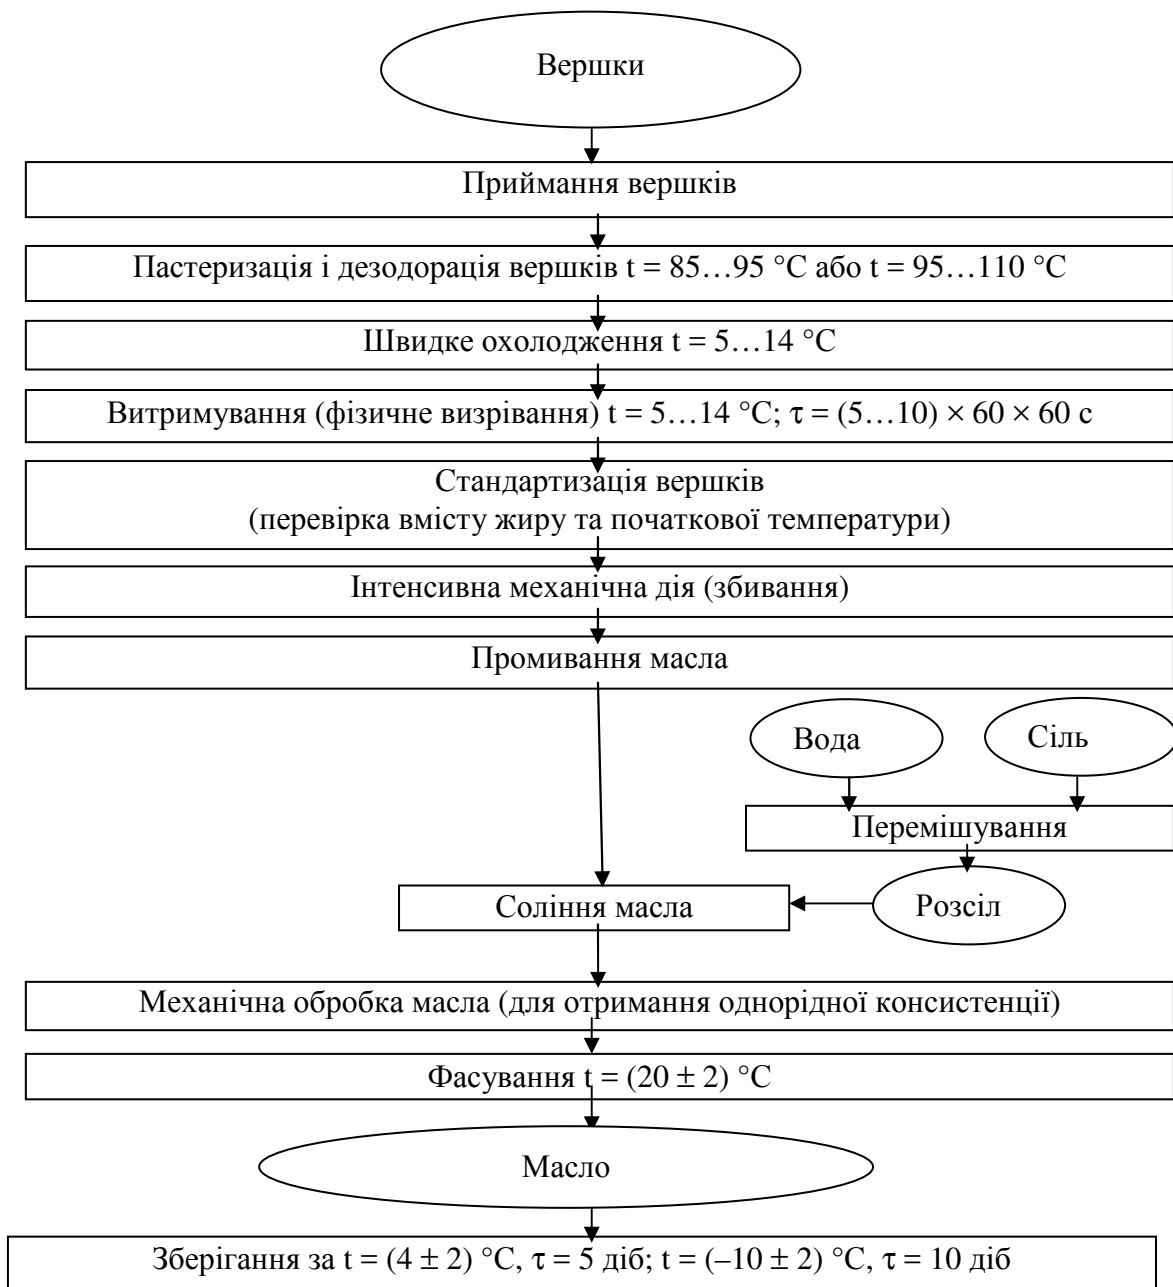 Вершки
Приймання вершків
Пастеризація і дезодорація вершків t = 85…95 °C або t = 95…110 °C
Швидке охолодження t = 5…14 °C
Витримування (фізичне визрівання) t = 5…14 °C; τ = (5…10) × 60 × 60 с
Стандартизація вершків
(перевірка вмісту жиру та початкової температури)
Інтенсивна механічна дія (збивання)
Промивання масла
Вода
Сіль
Перемішування
Соління масла
Розсіл
Механічна обробка масла (для отримання однорідної консистенції)
Фасування t = (20 ± 2) °C
Масло
Зберігання за t = (4 ± 2) °C, τ = 5 діб; t = (–10 ± 2) °C, τ = 10 діб